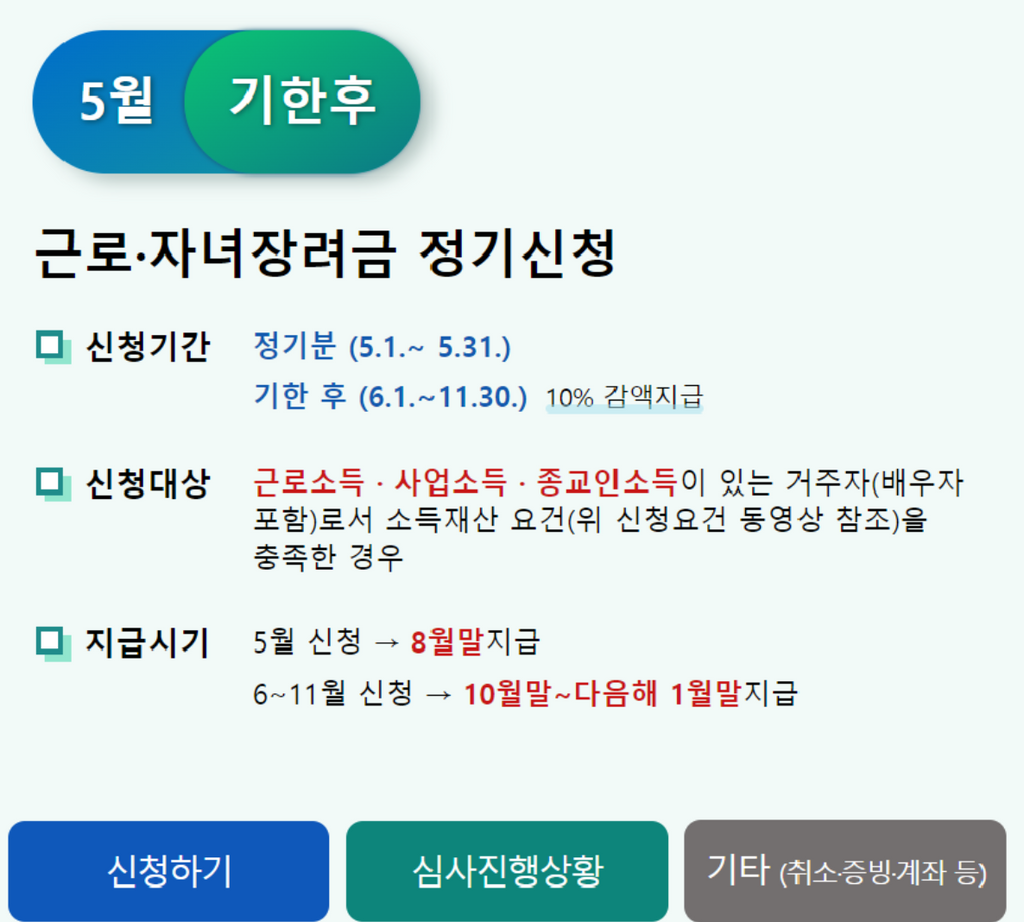 5월 기한후
근로·자녀장려금 정기신청
신청기간 정기분 (5.1.~ 5.31.)
기한 후 (6.1.~11.30.) 10% 감액지급
신청대상 근로소득 · 사업소득 · 종교인소득이 있는 거주자(배우자
포함)로서 소득재산 요건(위 신청요건 동영상 참조)을
충족한 경우
지급시기 5월 신청 → 8월말지급
6~11월 신청 → 10월말~다음해 1월말지급
신청하기 심사진행상황 기타 (취소·증빙·계좌 등)